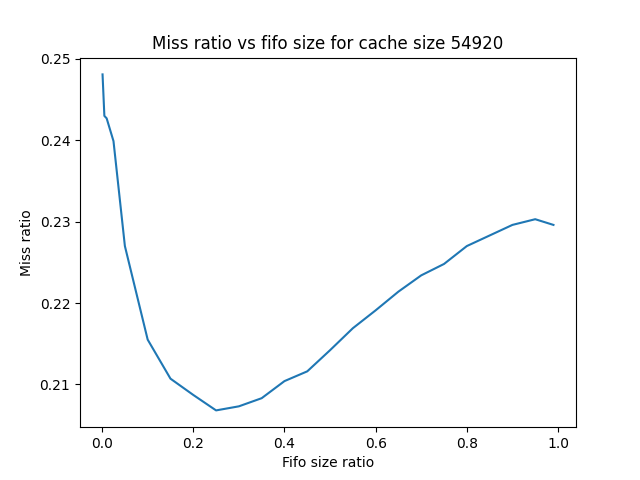 Miss ratio vs fifo size for cache size 54920
0.25
0.24
0.23
0.22
0.21
Miss ratio
0.0 0.2 0.4 0.6 0.8 1.0
Fifo size ratio